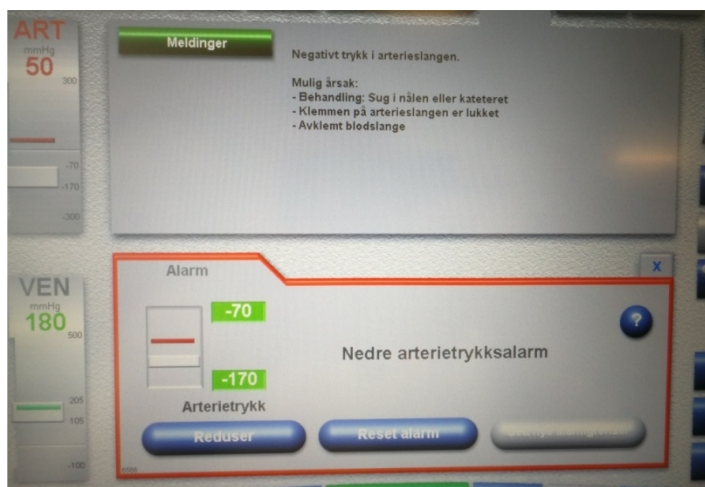 ART
mmHg
50
300
-70
-170
-300
Meldinger
Negativt trykk i arterieslangen.
Mulig årsak:
- Behandling: Sug i nålen eller kateteret
- Klemmen på arterieslangen er lukket
- Avklemt blodslange
VEN
mmHg
180
500
205
105
-100
Alarm
X
-70
?
Nedre arterietrykksalarm
-170
Arterietrykk
Reduser
Reset alarm